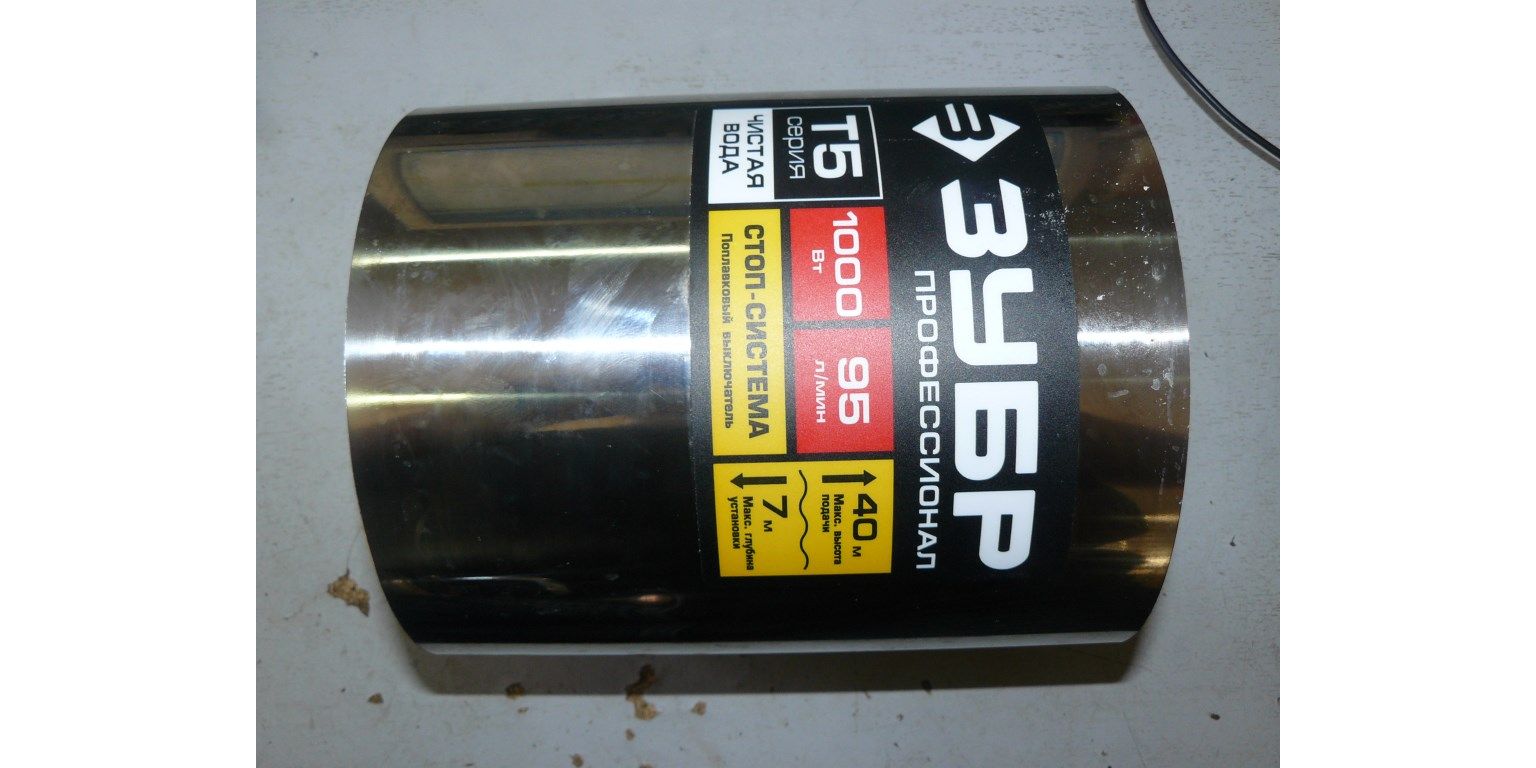 ЗУБР
ПРОФЕССИОНАЛ
Т5
серия
ЧИСТАЯ
ВОДА
1000
Вт
95
л/мин
СТОП-СИСТЕМА
Поплавковый выключатель
40 м
Макс. высота
подачи
7 м
Макс. глубина
установки